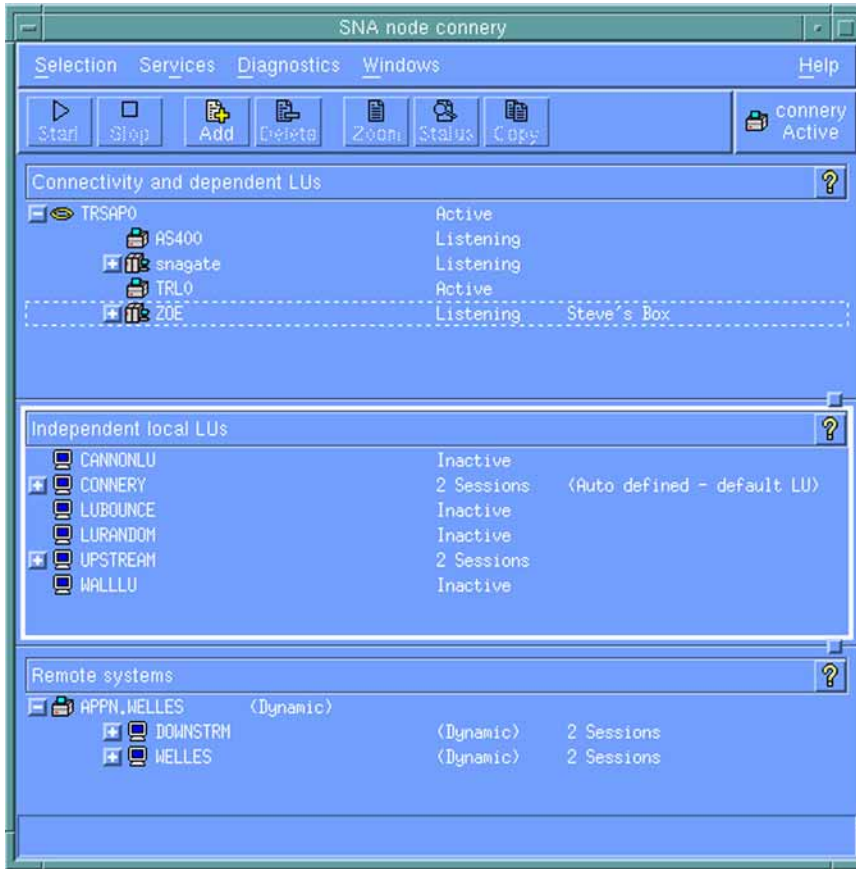 SNA node connery
Selection Services Diagnostics Windows Help
Start Stop Add Delete Zoom Status Copy connery
Active
Connectivity and dependent LUs ?
TRSAP0 Active
AS400 Listening
snagate Listening
TRL0 Active
ZOE Listening Steve's Box
Independent local LUs ?
CANNONLU Inactive
CONNERY 2 Sessions (Auto defined - default LU)
LUBOUNCE Inactive
LURANDOM Inactive
UPSTREAM 2 Sessions
WALLLU Inactive
Remote systems ?
APPN.WELLES (Dynamic)
DOWNSTRM (Dynamic) 2 Sessions
WELLES (Dynamic) 2 Sessions